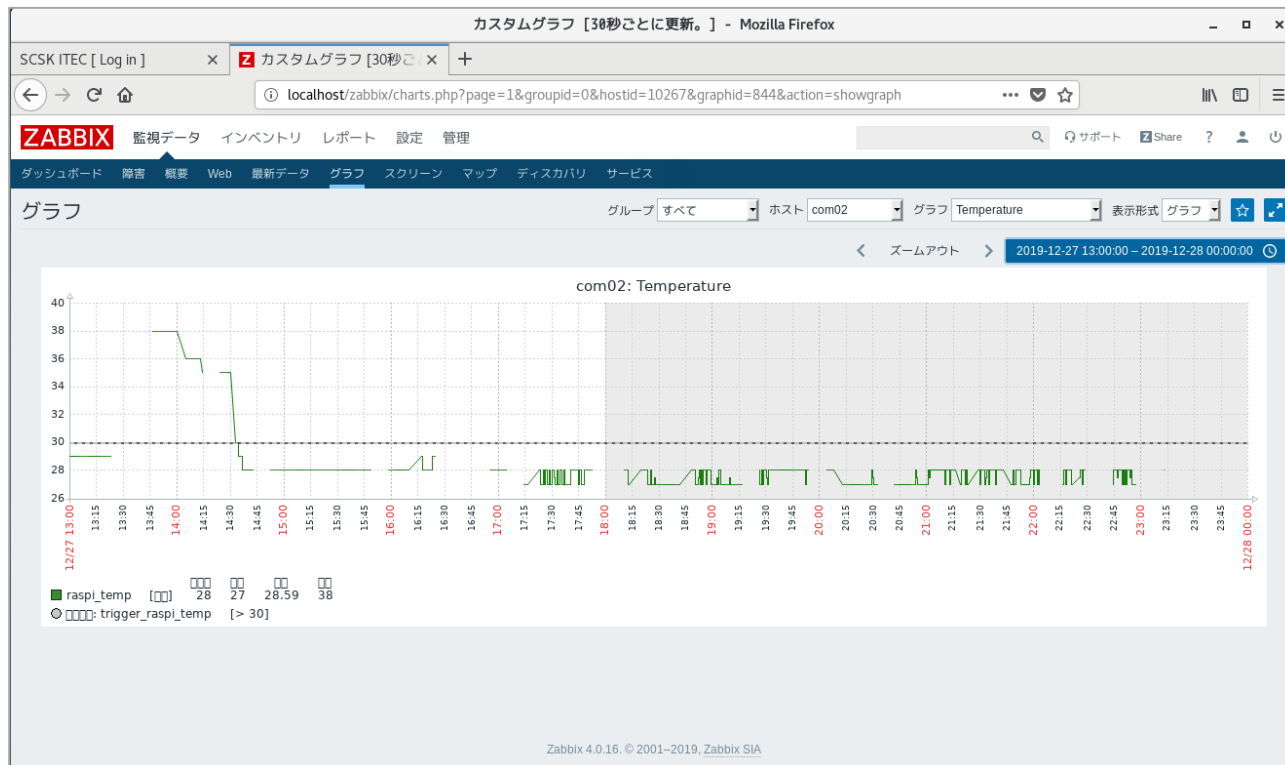 カスタムグラフ [30秒ごとに更新。] - Mozilla Firefox
SCSK ITEC [ Log in ] × Z カスタムグラフ [30秒ご × +
localhost/zabbix/charts.php?page=1&groupid=0&hostid=10267&graphid=844&action=showgraph
ZABBIX 監視データ インベントリ レポート 設定 管理 サポート Z Share ?
ダッシュボード 障害 概要 Web 最新データ グラフ スクリーン マップ ディスカバリ サービス
グラフ グループ すべて ホスト com02 グラフ Temperature 表示形式 グラフ
ズームアウト 2019-12-27 13:00:00 – 2019-12-28 00:00:00
com02: Temperature
40
38
36
34
32
30
28
26
12/27 13:00 13:15 13:30 13:45 14:00 14:15 14:30 14:45 15:00 15:15 15:30 15:45 16:00 16:15 16:30 16:45 17:00 17:15 17:30 17:45 18:00 18:15 18:30 18:45 19:00 19:15 19:30 19:45 20:00 20:15 20:30 20:45 21:00 21:15 21:30 21:45 22:00 22:15 22:30 22:45 23:00 23:15 23:30 23:45 12/28 00:00
□□□ □□ □□ □□
raspi_temp [□□] 28 27 28.59 38
□□□□: trigger_raspi_temp [> 30]
Zabbix 4.0.16. © 2001–2019, Zabbix SIA